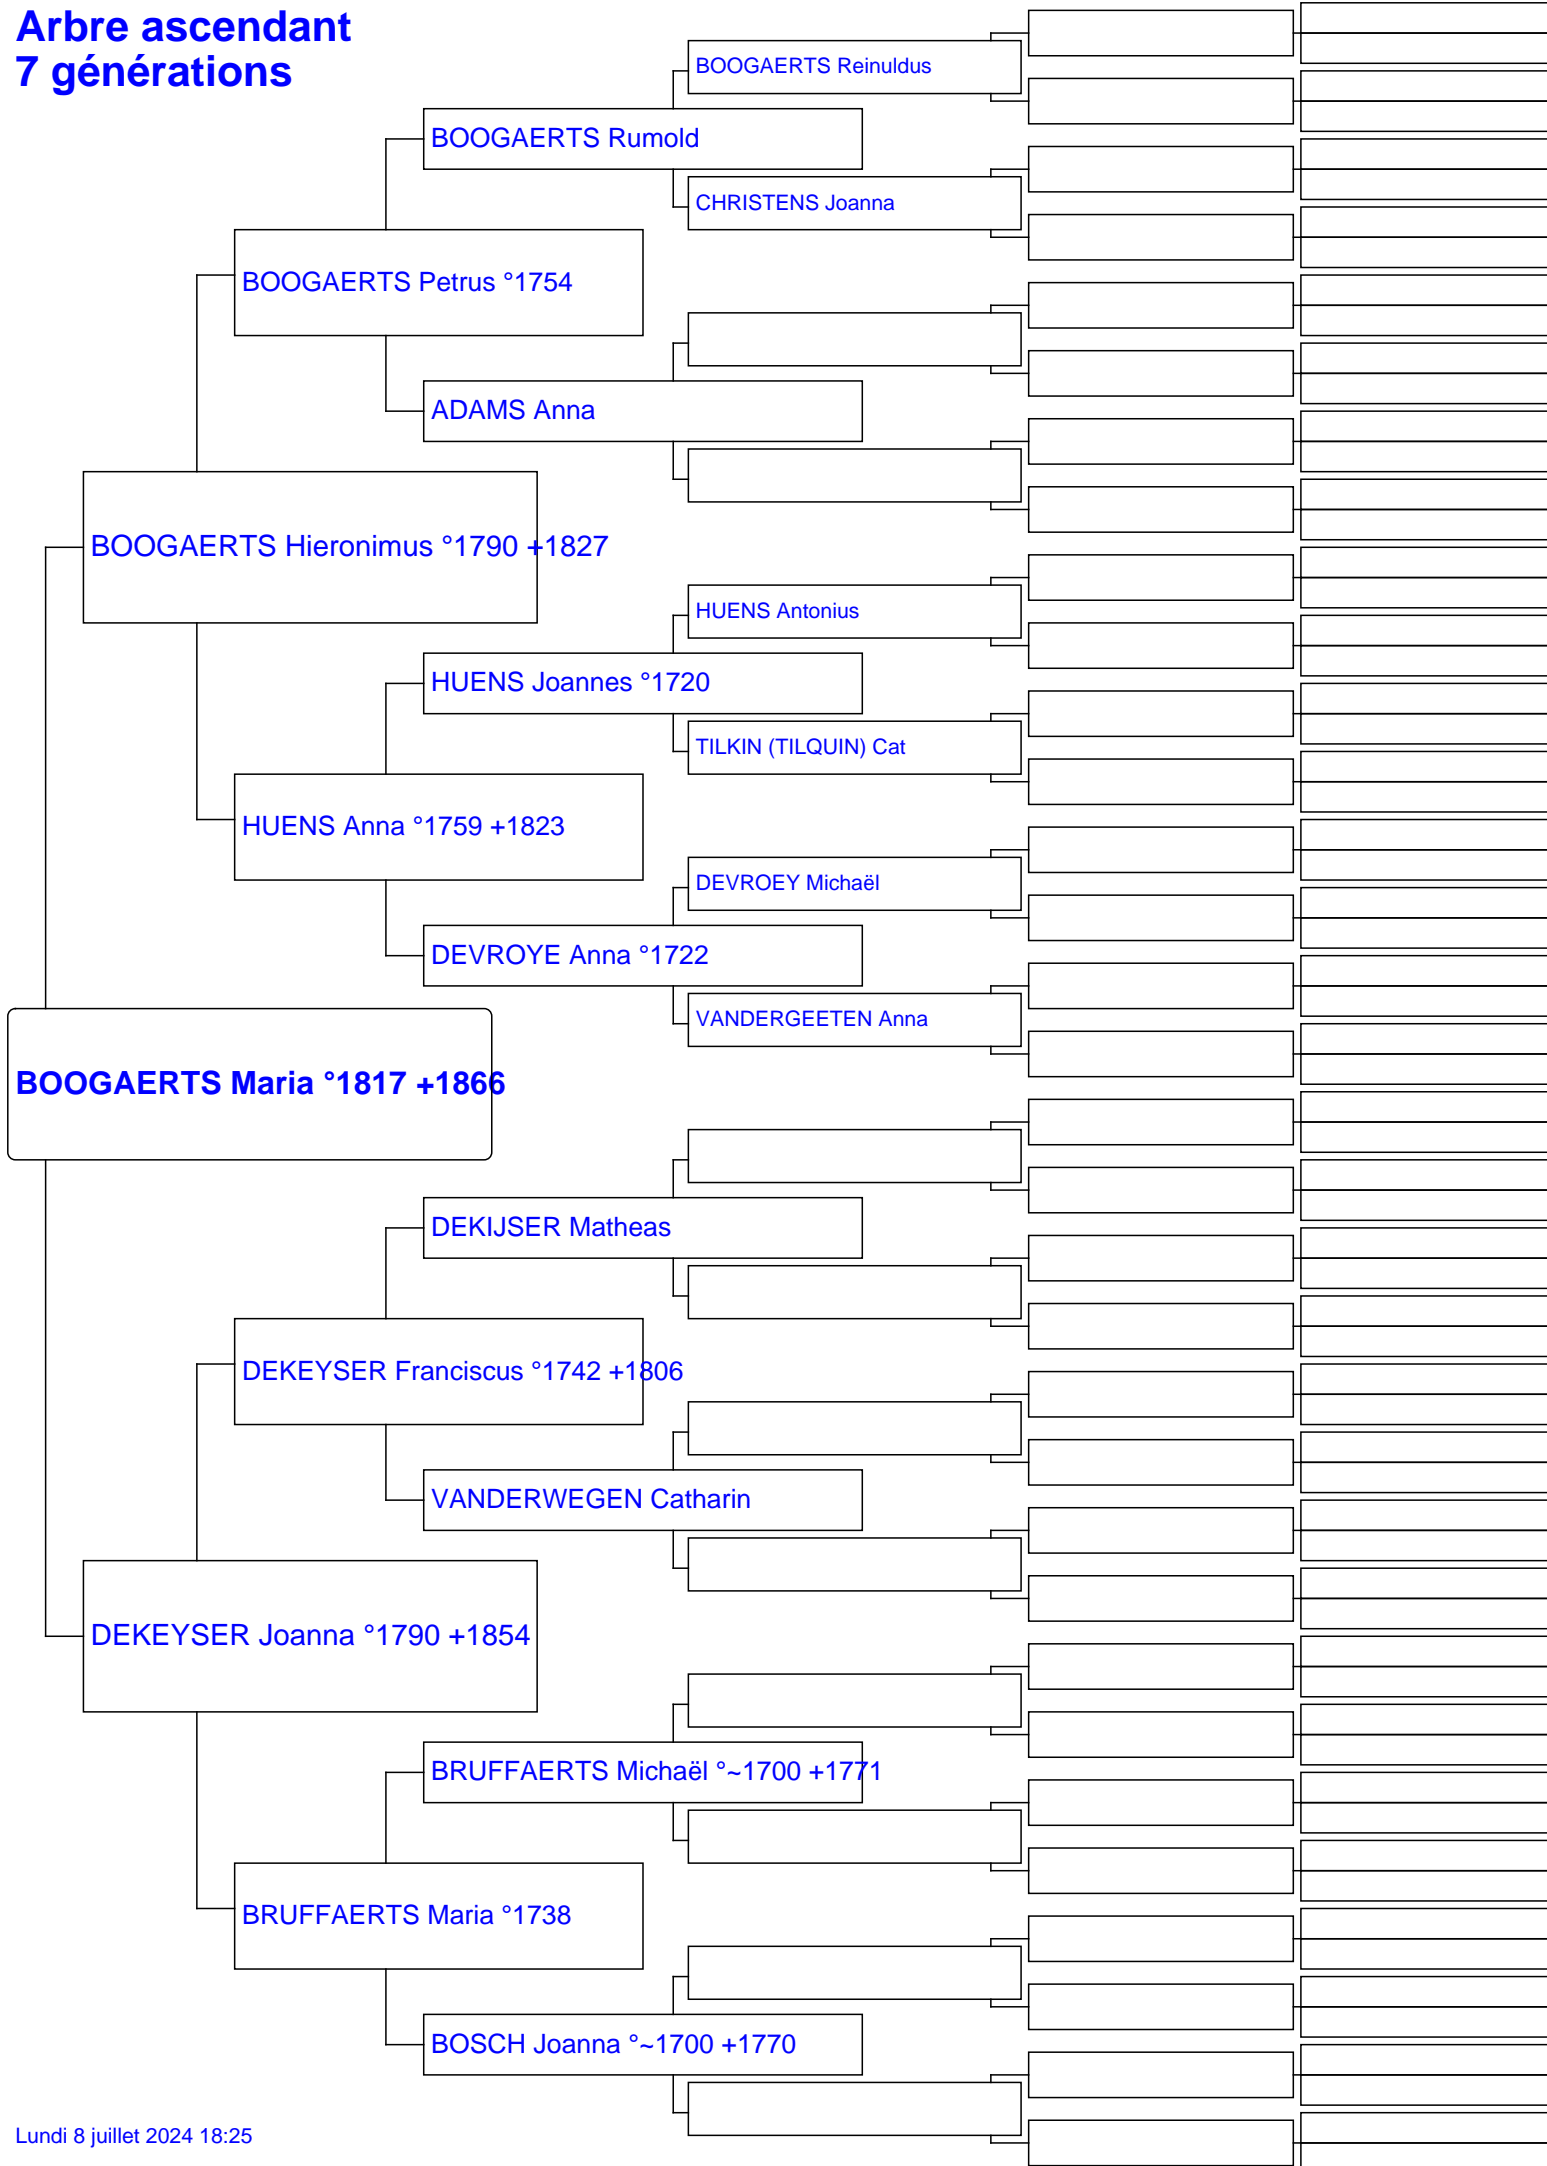 Arbre ascendant
7 générations
BOOGAERTS Reinuldus
BOOGAERTS Rumold
CHRISTENS Joanna
BOOGAERTS Petrus °1754
ADAMS Anna
BOOGAERTS Hieronimus °1790 +1827
HUENS Antonius
HUENS Joannes °1720
TILKIN (TILQUIN) Cat
HUENS Anna °1759 +1823
DEVROEY Michaël
DEVROYE Anna °1722
VANDERGEETEN Anna
BOOGAERTS Maria °1817 +1866
DEKIJSER Matheas
DEKEYSER Franciscus °1742 +1806
VANDERWEGEN Catharin
DEKEYSER Joanna °1790 +1854
BRUFFAERTS Michaël °~1700 +1771
BRUFFAERTS Maria °1738
BOSCH Joanna °~1700 +1770
Lundi 8 juillet 2024 18:25